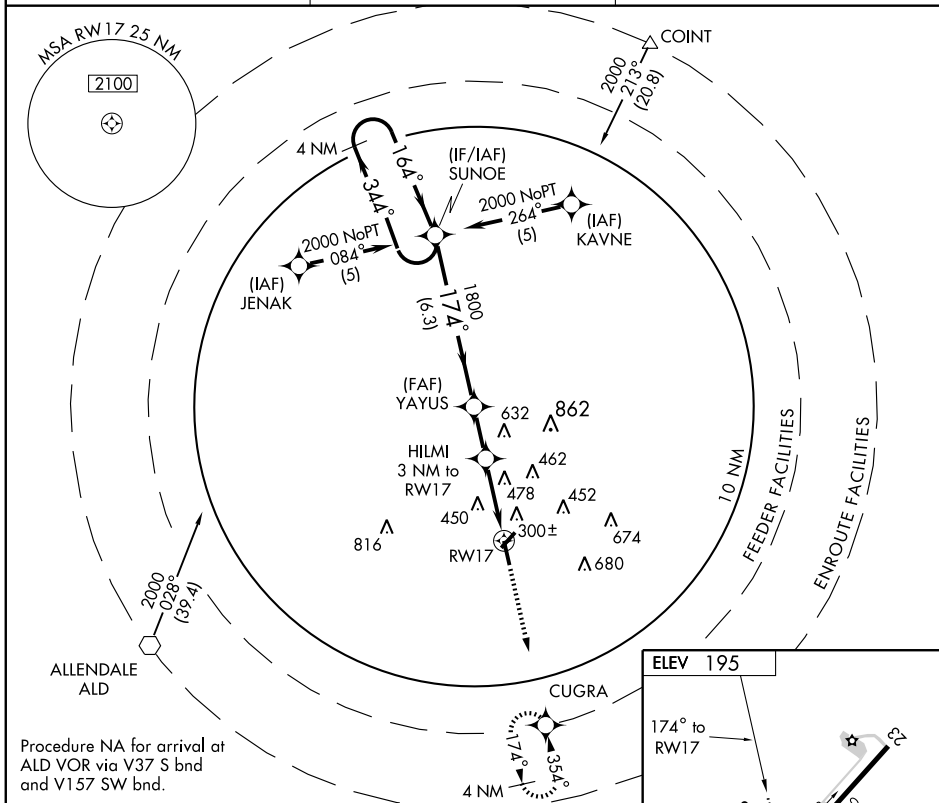 MSA RW17 25 NM
2100
COINT
2000
213°
(20.8)
4 NM
164°
344°
(IF/IAF)
SUNOE
2000 NoPT
264°
(5)
(IAF)
KAVNE
2000 NoPT
084°
(5)
(IAF)
JENAK
1800
174°
(6.3)
(FAF)
YAYUS
632
862
HILMI
3 NM to
RW17
462
478
450
452
300±
674
816
RW17
680
10 NM
FEEDER FACILITIES
ENROUTE FACILITIES
2000
028°
(39.4)
ALLENDALE
ALD
CUGRA
174°
354°
4 NM
Procedure NA for arrival at
ALD VOR via V37 S bnd
and V157 SW bnd.
ELEV 195
174° to
RW17
23